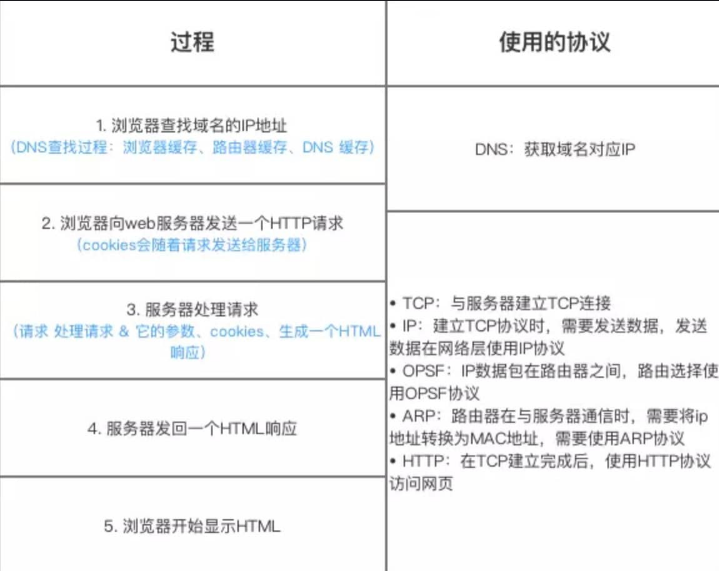 过程
使用的协议
1. 浏览器查找域名的IP地址
（DNS查找过程：浏览器缓存、路由器缓存、DNS 缓存）
DNS：获取域名对应IP
2. 浏览器向web服务器发送一个HTTP请求
（cookies会随着请求发送给服务器）
3. 服务器处理请求
（请求 处理请求 & 它的参数、cookies、生成一个HTML
响应）
4. 服务器发回一个HTML响应
5. 浏览器开始显示HTML
• TCP：与服务器建立TCP连接
• IP：建立TCP协议时，需要发送数据，发送
数据在网络层使用IP协议
• OPSF：IP数据包在路由器之间，路由选择使
用OPSF协议
• ARP：路由器在与服务器通信时，需要将ip
地址转换为MAC地址，需要使用ARP协议
• HTTP：在TCP建立完成后，使用HTTP协议
访问网页